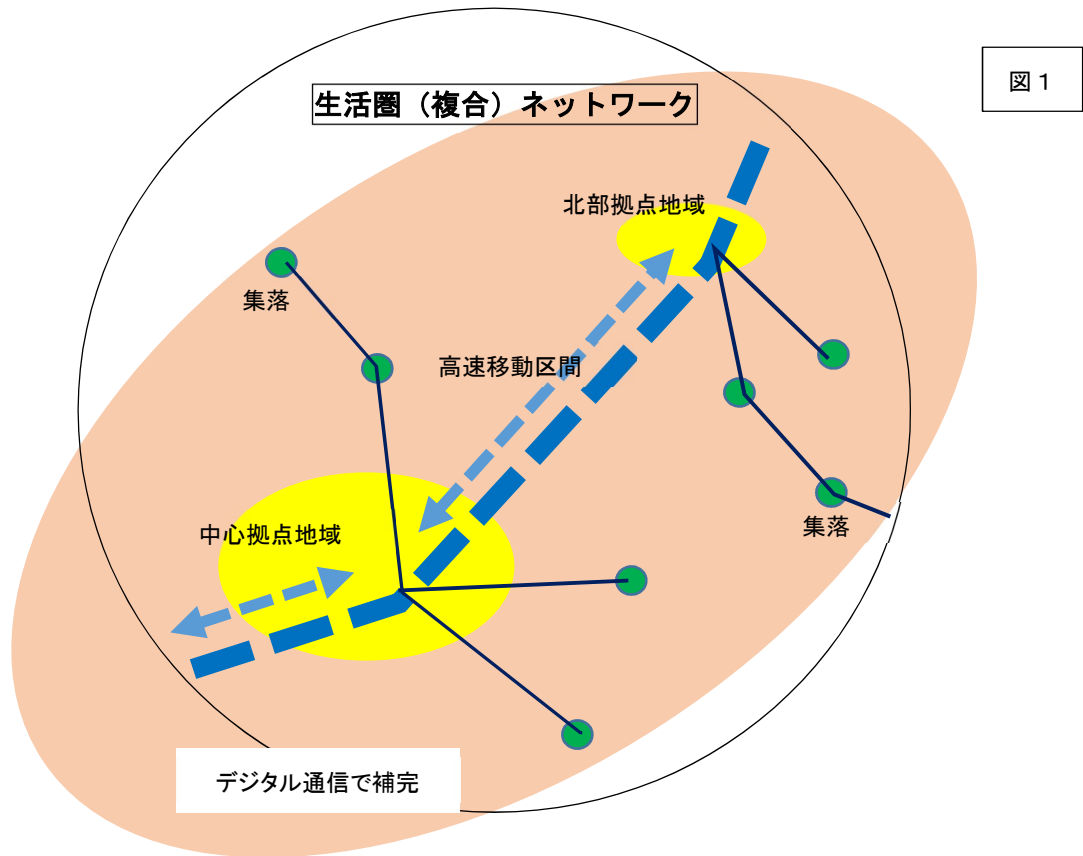 図１
生活圏（複合）ネットワーク
北部拠点地域
集落
高速移動区間
中心拠点地域
集落
デジタル通信で補完